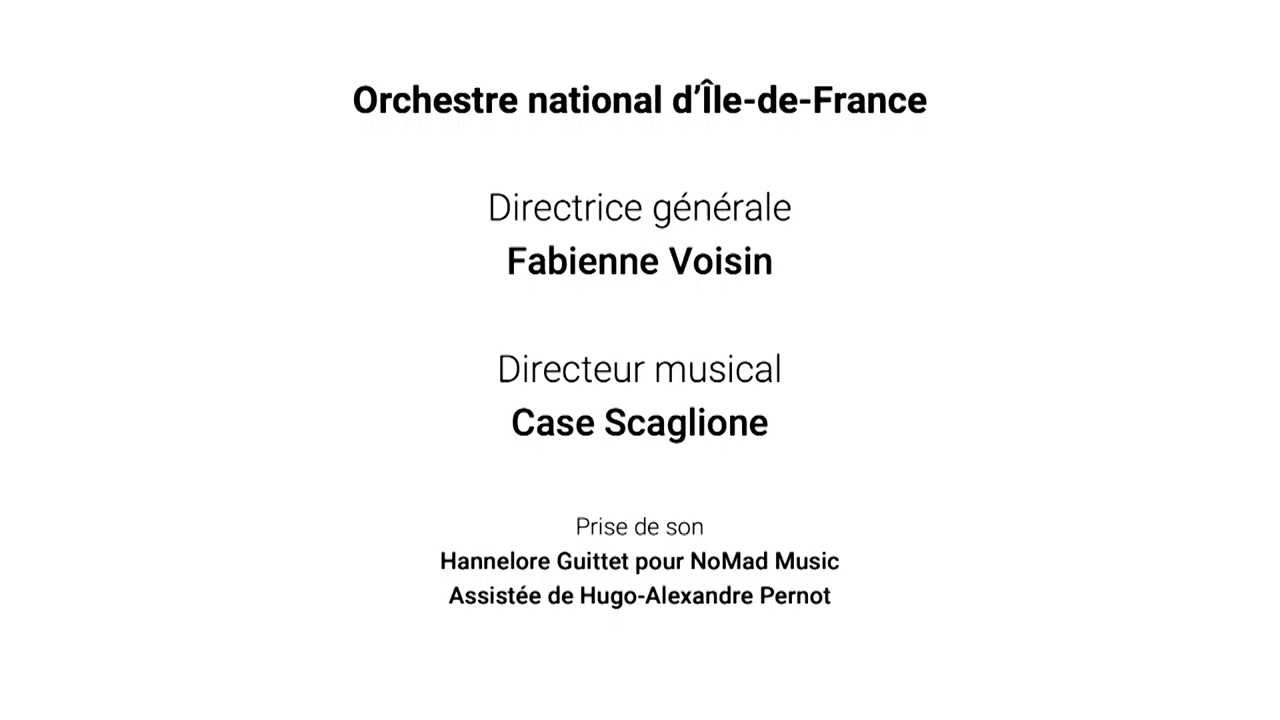 Orchestre national d’Île-de-France
Directrice générale
Fabienne Voisin
Directeur musical
Case Scaglione
Prise de son
Hannelore Guittet pour NoMad Music
Assistée de Hugo-Alexandre Pernot